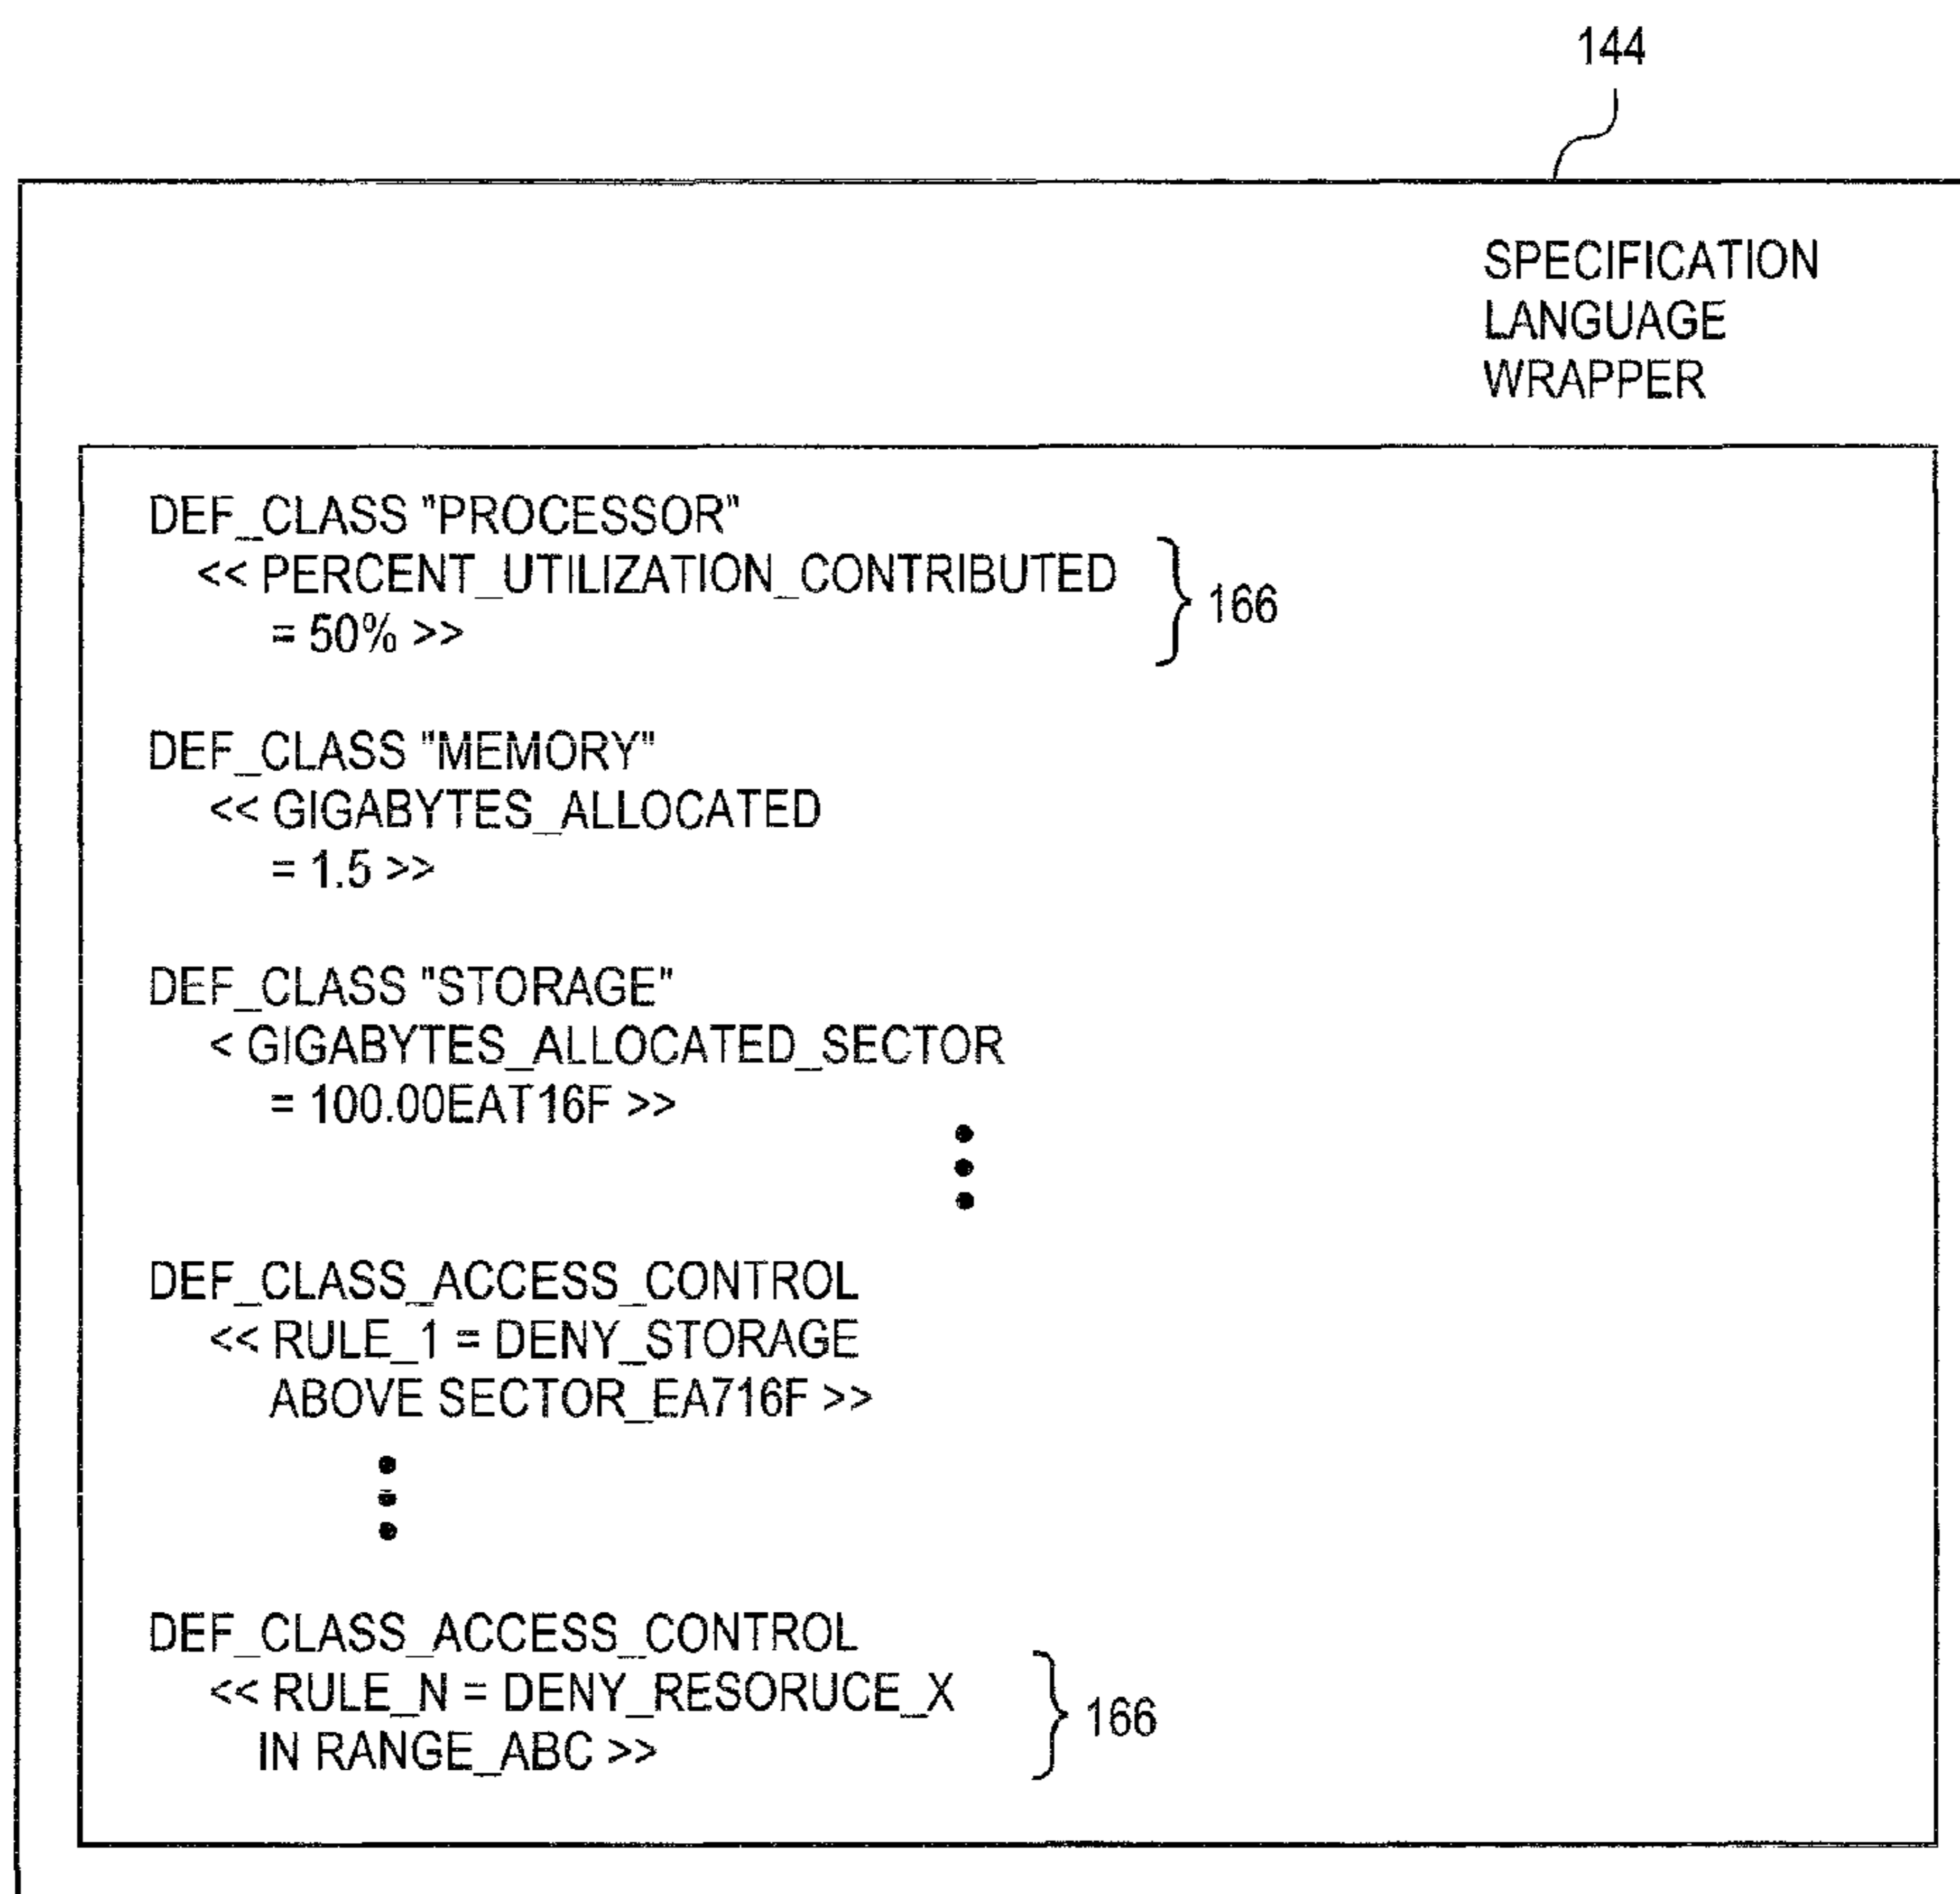 144
SPECIFICATION
LANGUAGE
WRAPPER
DEF_CLASS "PROCESSOR"
<< PERCENT_UTILIZATION_CONTRIBUTED
= 50% >>
166
DEF_CLASS "MEMORY"
<< GIGABYTES_ALLOCATED
= 1.5 >>
DEF_CLASS "STORAGE"
< GIGABYTES_ALLOCATED_SECTOR
= 100.00EAT16F >>
DEF_CLASS_ACCESS_CONTROL
<< RULE_1 = DENY_STORAGE
ABOVE SECTOR_EA716F >>
DEF_CLASS_ACCESS_CONTROL
<< RULE_N = DENY_RESORUCE_X
IN RANGE_ABC >>
166